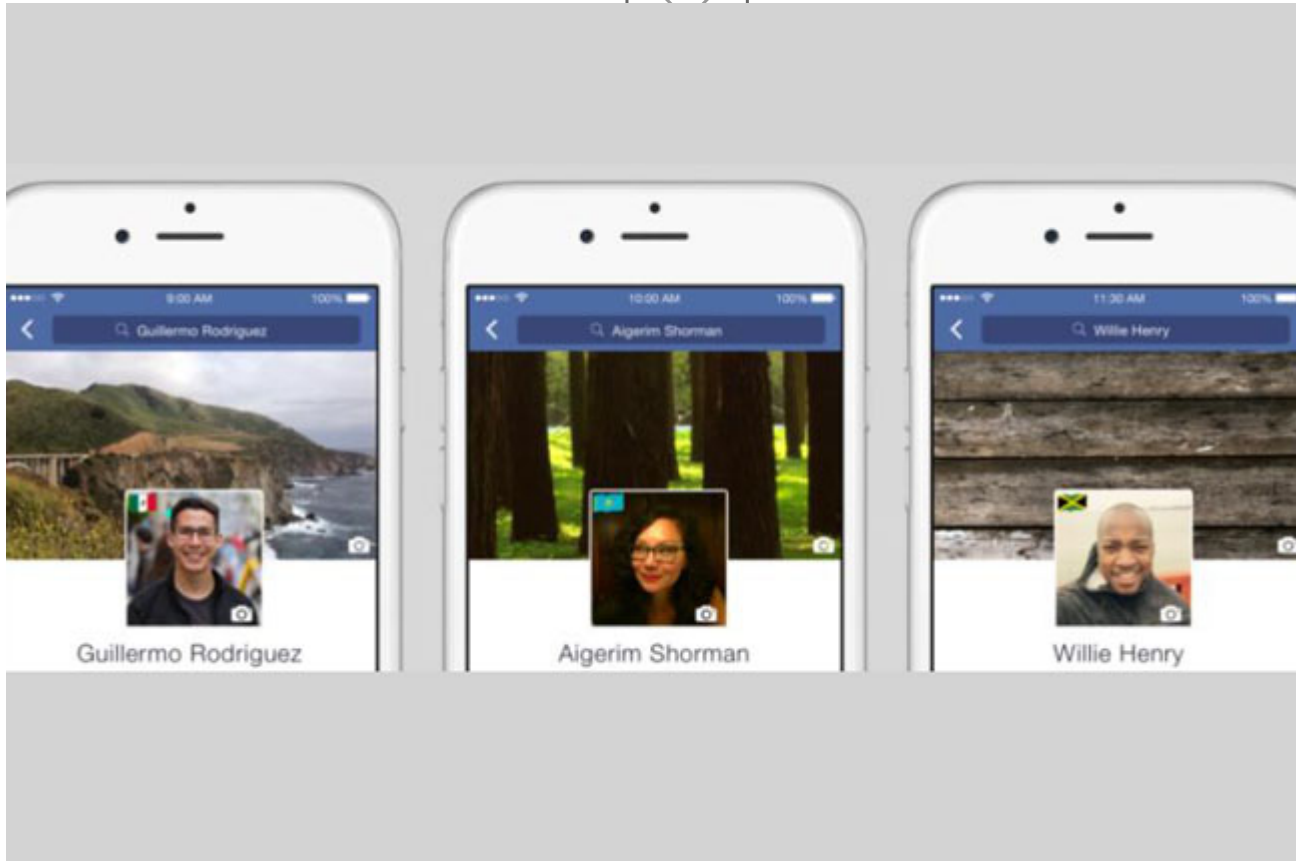 9:00 AM 100%
Guillermo Rodriguez
Guillermo Rodriguez
10:00 AM 100%
Aigerim Shorman
Aigerim Shorman
11:30 AM 100%
Willie Henry
Willie Henry